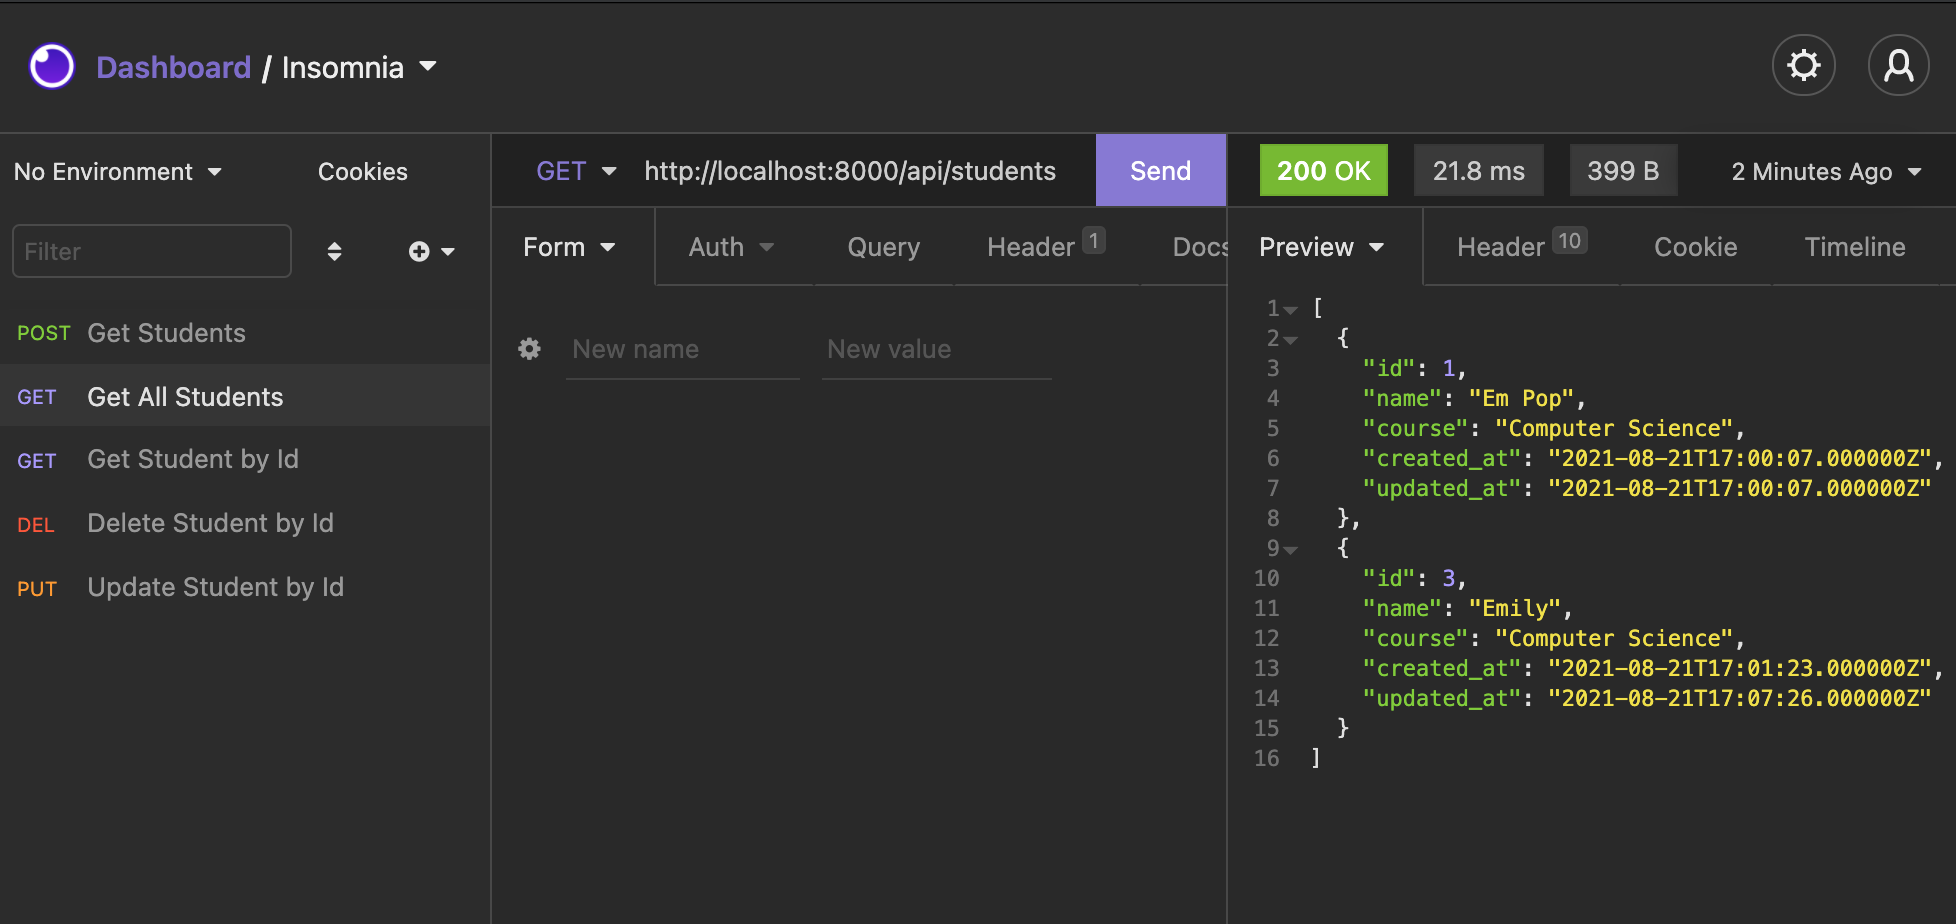 Dashboard / Insomnia
No Environment
Cookies
Filter
POST Get Students
GET Get All Students
GET Get Student by Id
DEL Delete Student by Id
PUT Update Student by Id
GET http://localhost:8000/api/students Send
Form Auth Query Header 1 Docs
New name New value
200 OK 21.8 ms 399 B 2 Minutes Ago
Preview Header 10 Cookie Timeline
1 [
2 {
3 "id": 1,
4 "name": "Em Pop",
5 "course": "Computer Science",
6 "created_at": "2021-08-21T17:00:07.000000Z",
7 "updated_at": "2021-08-21T17:00:07.000000Z"
8 },
9 {
10 "id": 3,
11 "name": "Emily",
12 "course": "Computer Science",
13 "created_at": "2021-08-21T17:01:23.000000Z",
14 "updated_at": "2021-08-21T17:07:26.000000Z"
15 }
16 ]